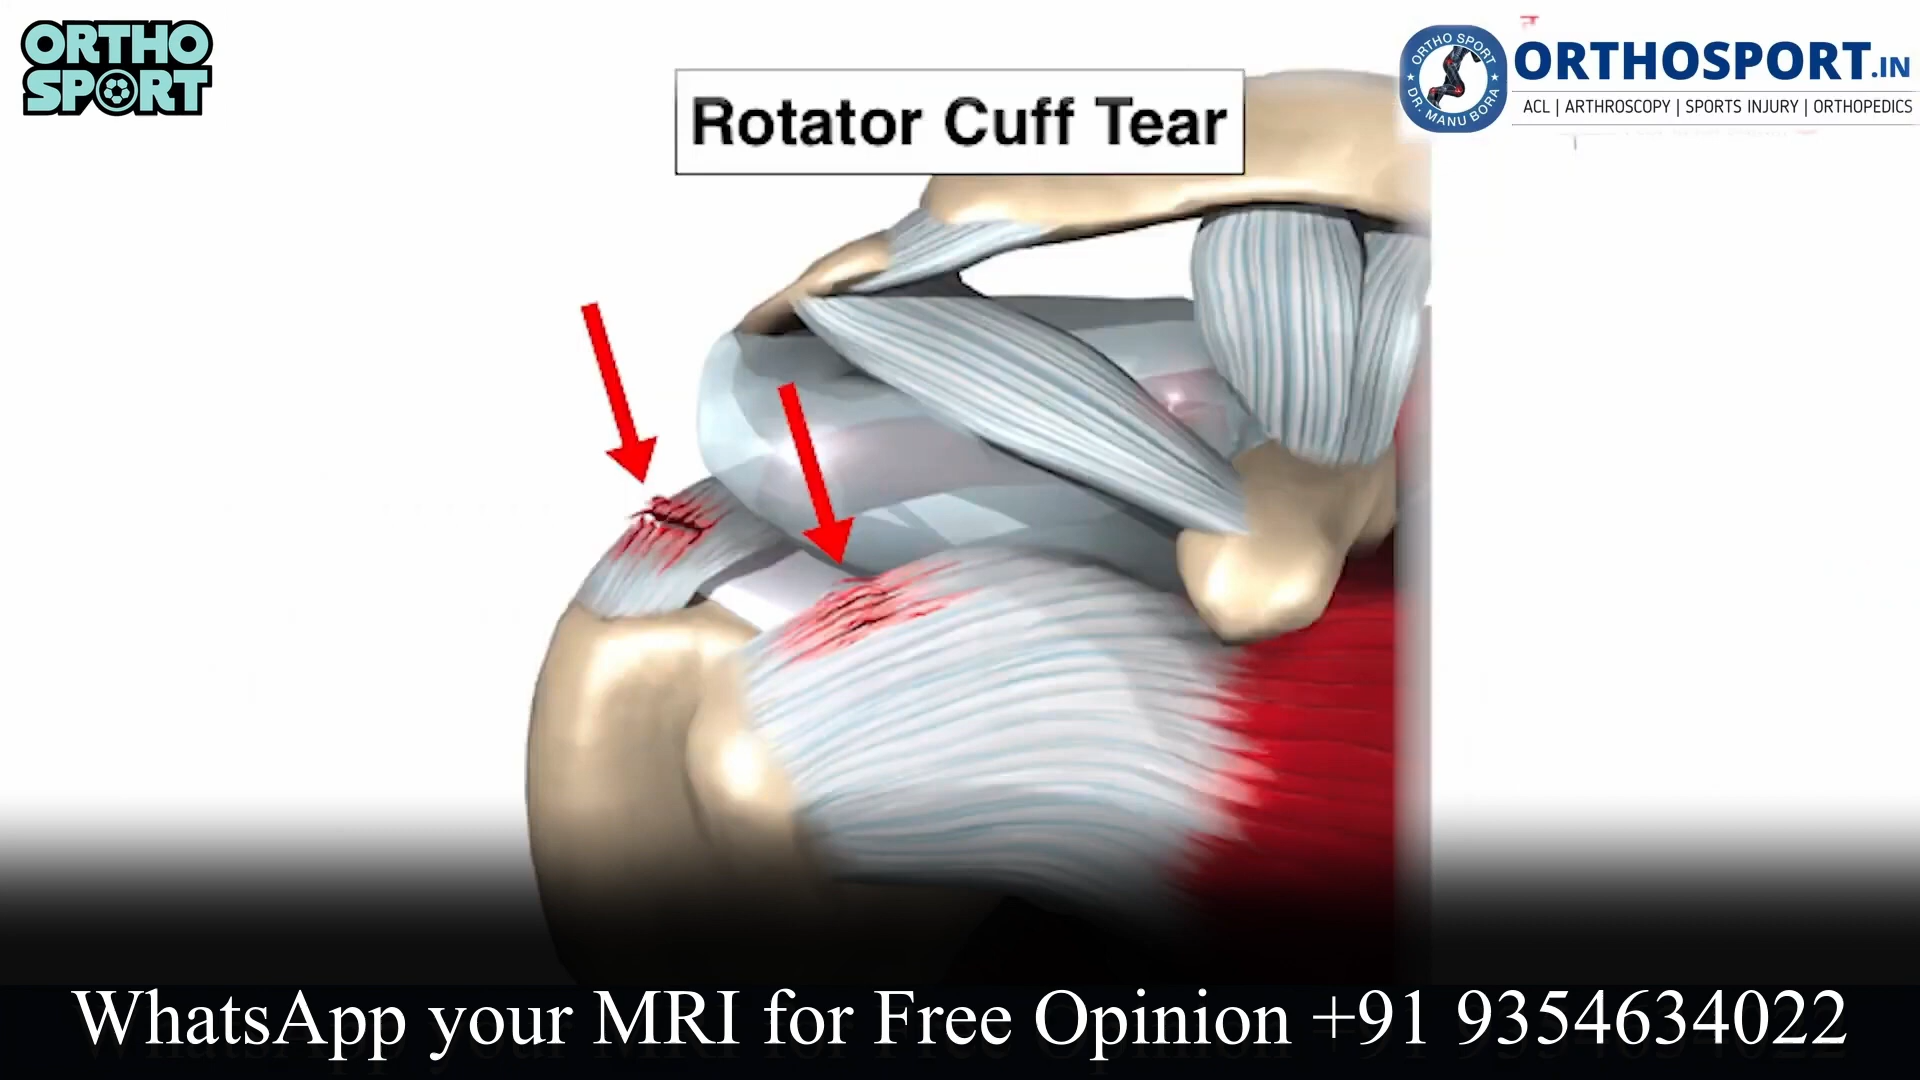 ORTHO
SPORT
Rotator Cuff Tear
ORTHO SPORT
DR. MANU BORA
ORTHOSPORT.IN
ACL | ARTHROSCOPY | SPORTS INJURY | ORTHOPEDICS
WhatsApp your MRI for Free Opinion +91 9354634022